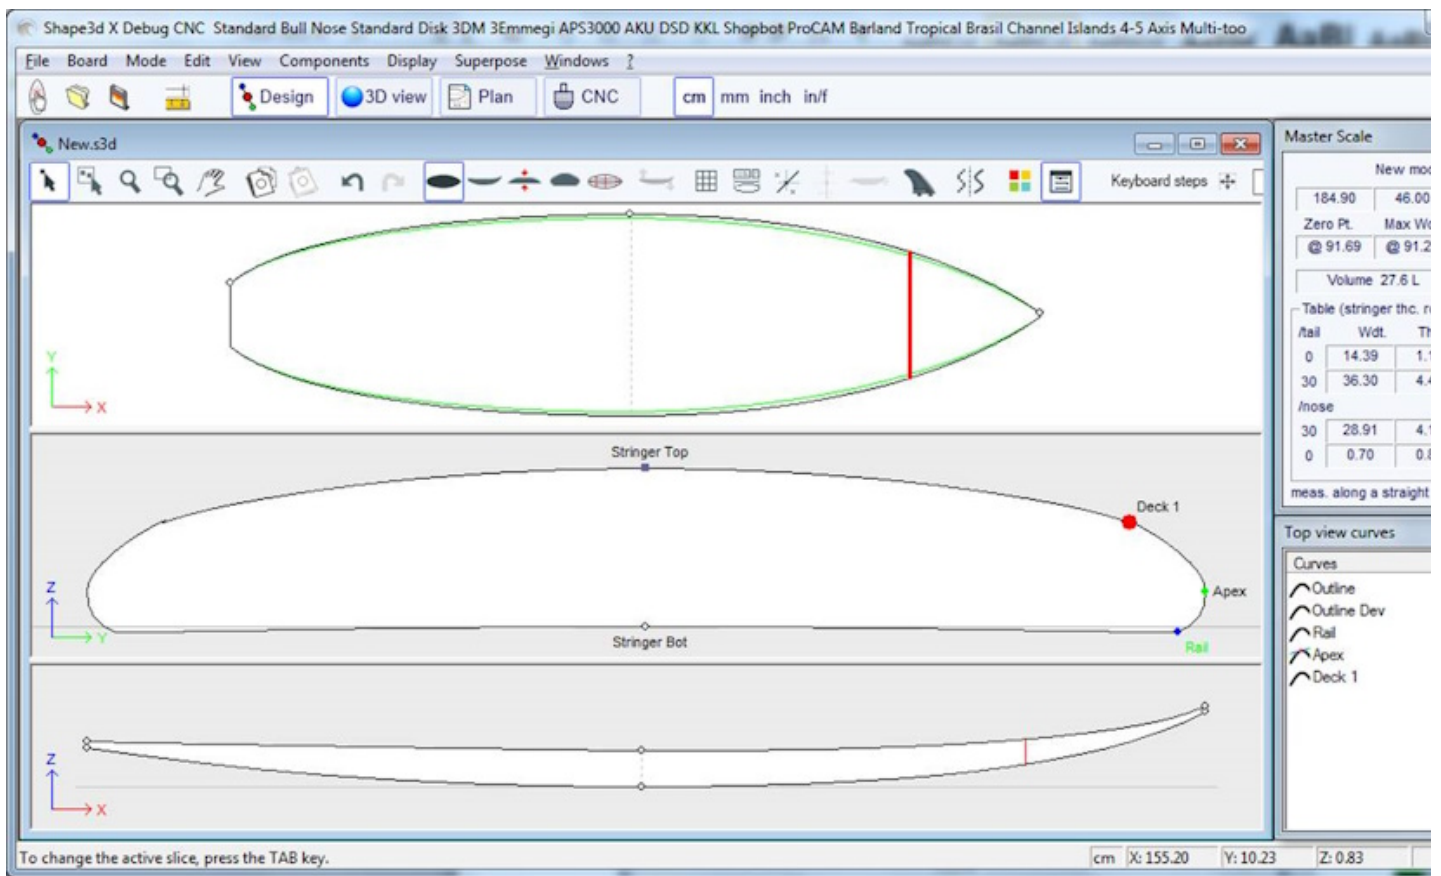 Shape3d X Debug CNC Standard Bull Nose Standard Disk 3DM 3Emmegi APS3000 AKU DSD KKL Shopbot ProCAM Barland Tropical Brasil Channel Islands 4-5 Axis Multi-too
File Board Mode Edit View Components Display Superpose Windows ?
Design 3D view Plan CNC cm mm inch in/f
New.s3d
Keyboard steps
Y
X
Stringer Top
Deck 1
Apex
Z
Y
Stringer Bot
Rail
Z
X
Master Scale
New mod
184.90 46.00
Zero Pt. Max Wd
@ 91.69 @ 91.2
Volume 27.6 L
Table (stringer thc. r
/tail Wdt. Th
0 14.39 1.1
30 36.30 4.4
/nose
30 28.91 4.1
0 0.70 0.8
meas. along a straight
Top view curves
Curves
Outline
Outline Dev
Rail
Apex
Deck 1
To change the active slice, press the TAB key.
cm X: 155.20 Y: 10.23 Z: 0.83